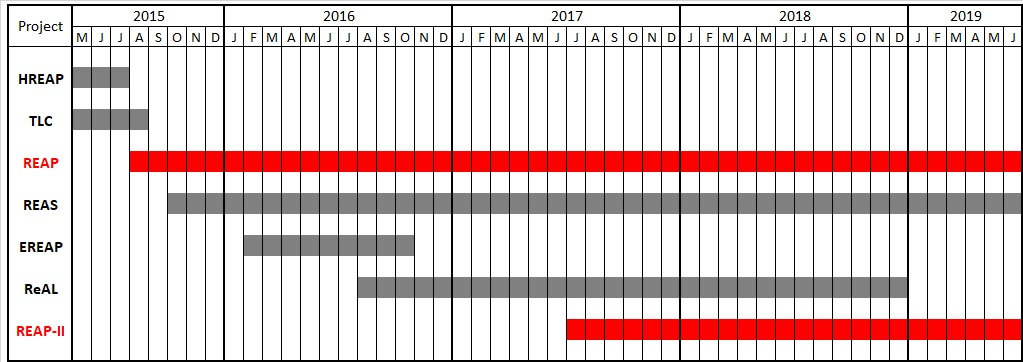 Project 2015 2016 2017 2018 2019
M J J A S O N D J F M A M J J A S O N D J F M A M J J A S O N D J F M A M J J A S O N D J F M A M J
HREAP
TLC
REAP
REAS
EREAP
ReAL
REAP-II